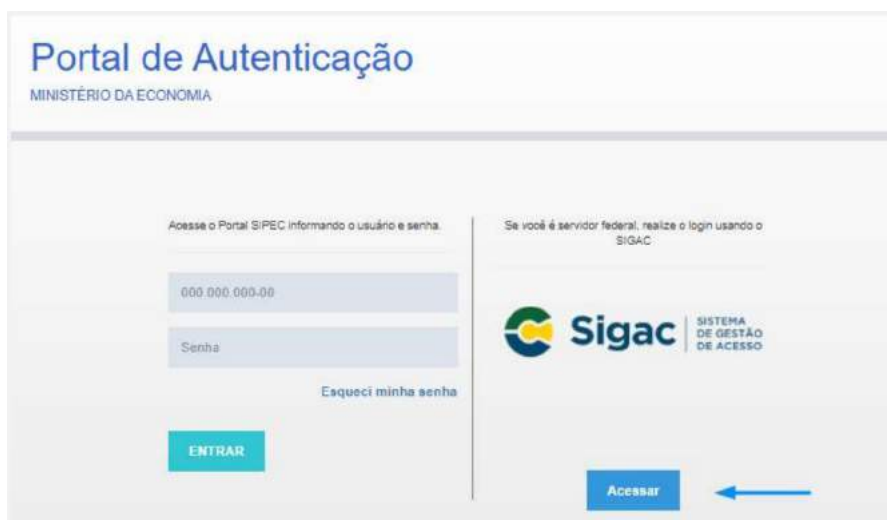 Portal de Autenticação
MINISTÉRIO DA ECONOMIA
Acesse o Portal SIPEC informando o usuário e senha.
000.000.000-00
Senha
Esqueci minha senha
ENTRAR
Se você é servidor federal, realize o login usando o
SIGAC
Sigac
SISTEMA
DE GESTÃO
DE ACESSO
Acessar